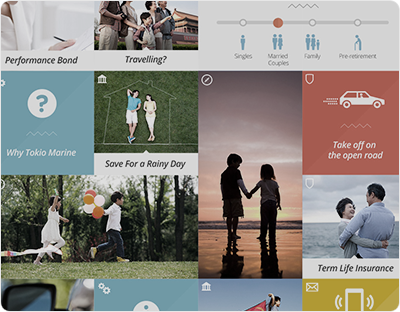 Performance Bond
Travelling?
Singles
Married
Couples
Family
Pre-retirement
Why Tokio Marine
Save For a Rainy Day
Take off on
the open road
Term Life Insurance